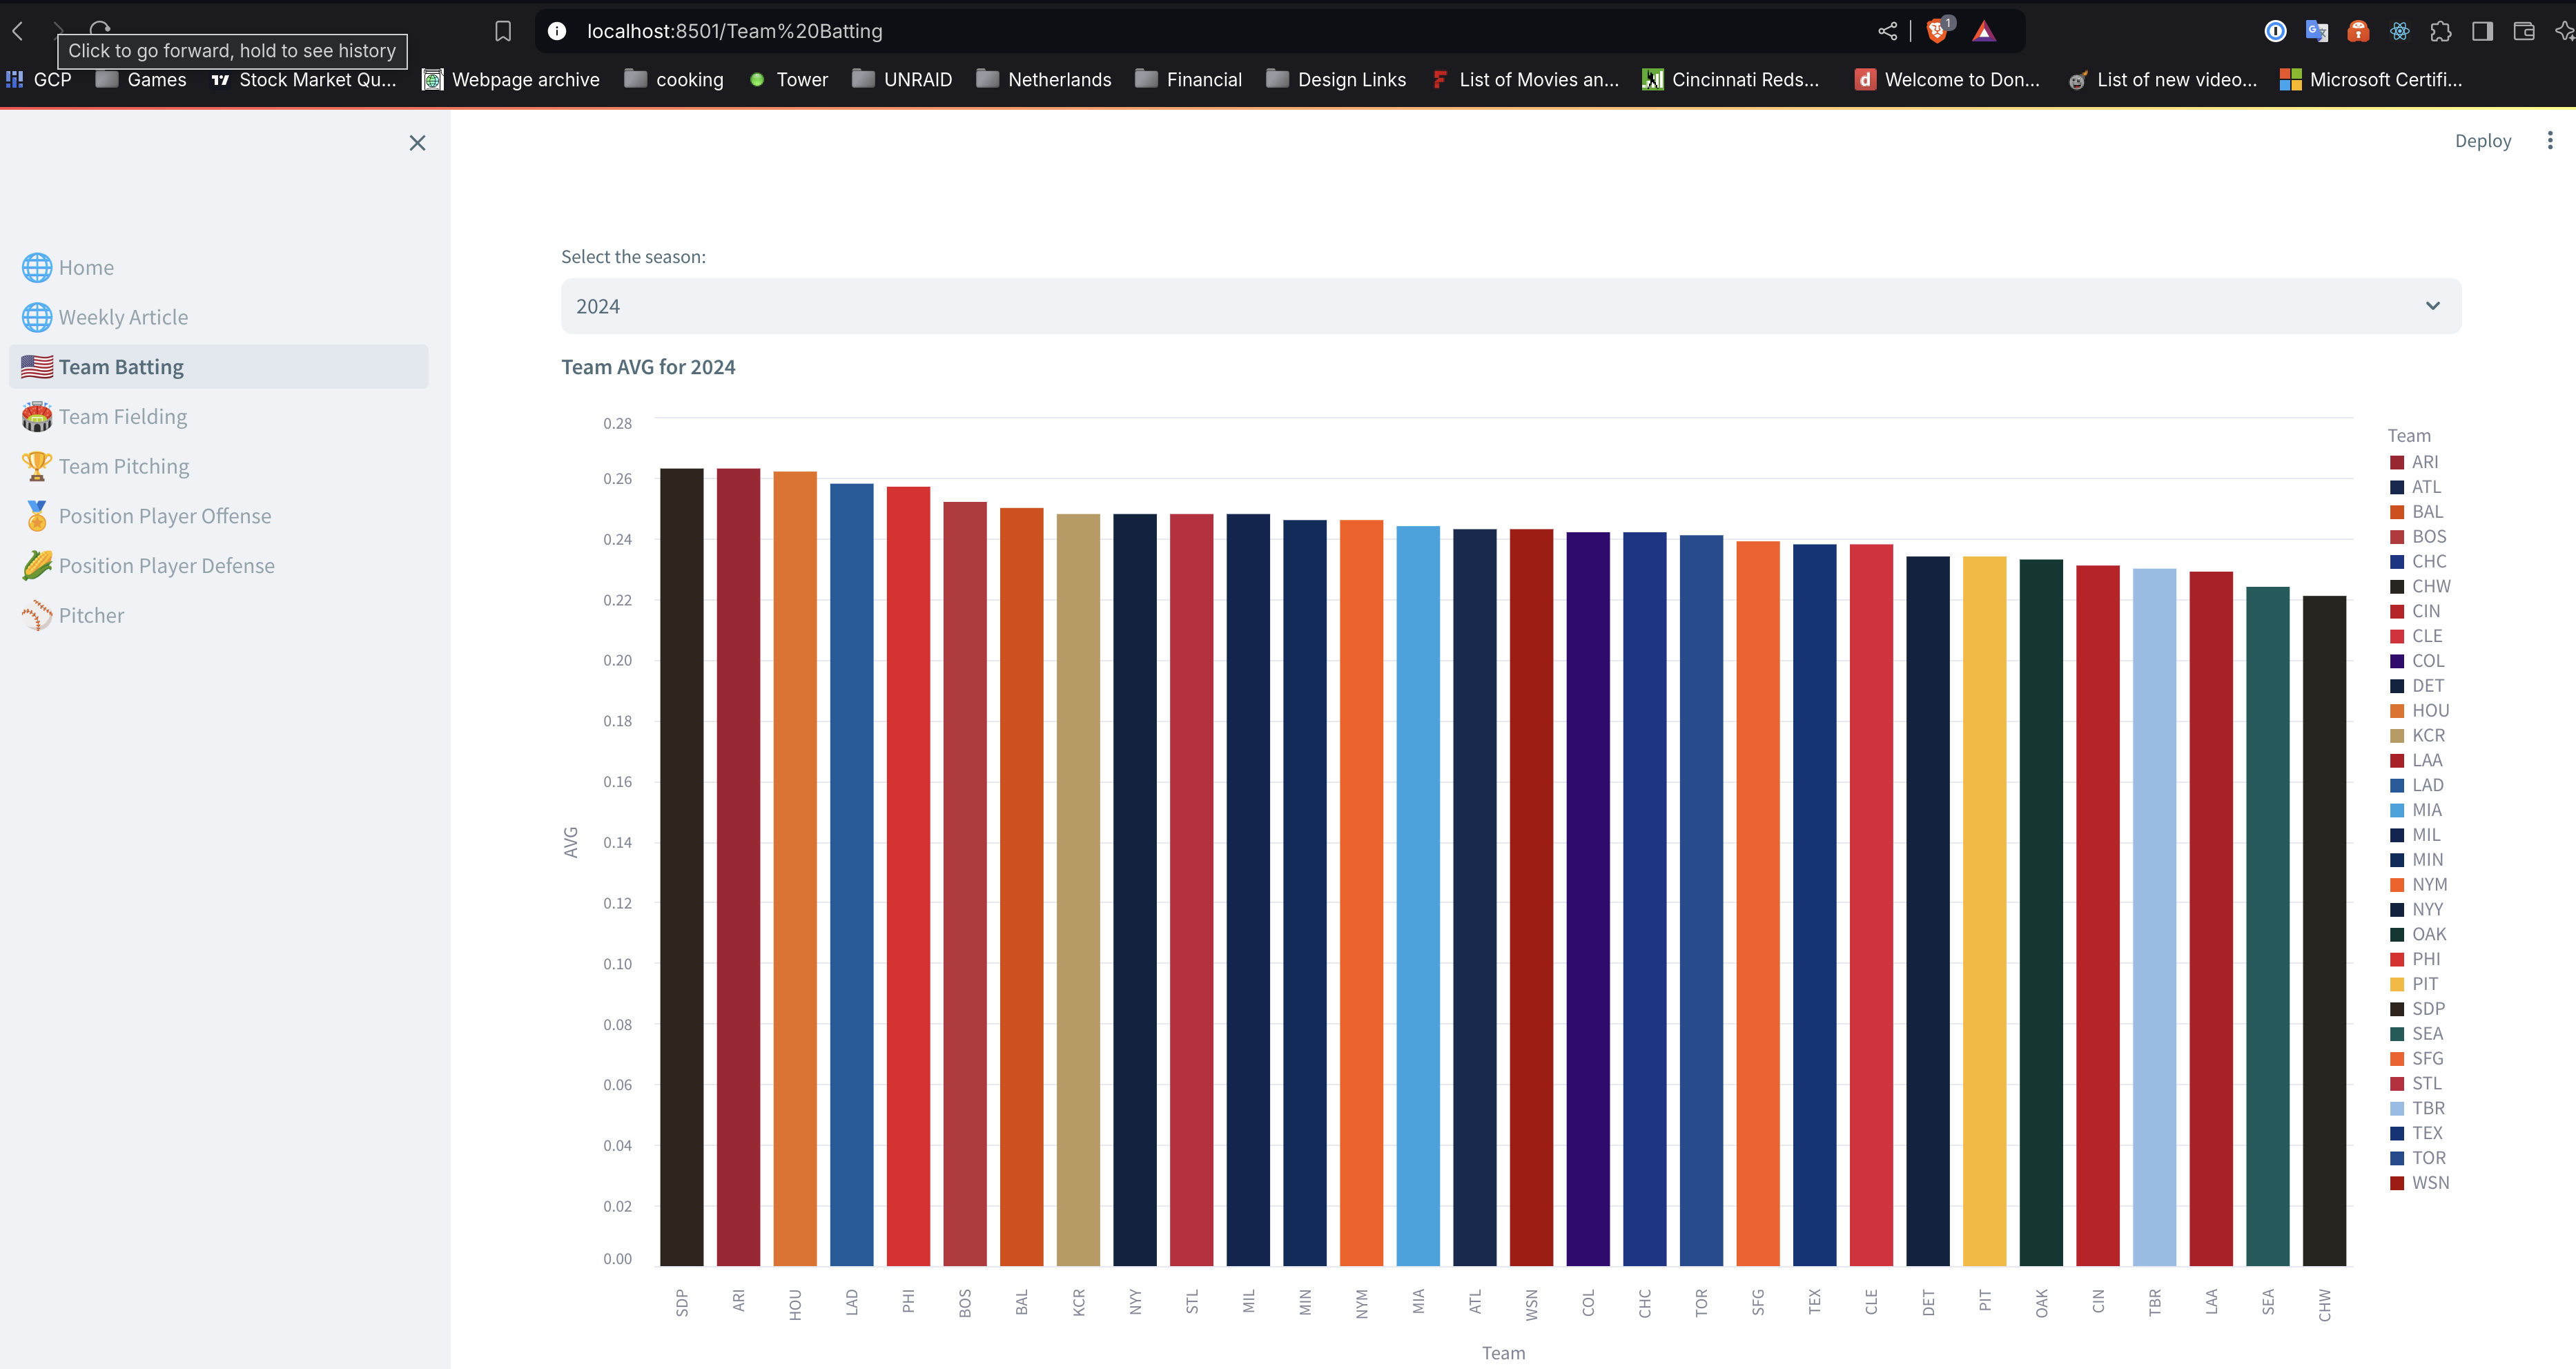 localhost:8501/Team%20Batting
1
Click to go forward, hold to see history
GCP Games Stock Market Qu... Webpage archive cooking Tower UNRAID Netherlands Financial Design Links List of Movies an... Cincinnati Reds... Welcome to Don... List of new video... Microsoft Certifi...
Deploy
Home
Weekly Article
Team Batting
Team Fielding
Team Pitching
Position Player Offense
Position Player Defense
Pitcher
Select the season:
2024
Team AVG for 2024
0.28
0.26
0.24
0.22
0.20
0.18
0.16
0.14
0.12
0.10
0.08
0.06
0.04
0.02
0.00
AVG
SDP ARI HOU LAD PHI BOS BAL KCR NYY STL MIL MIN NYM MIA ATL WSN COL CHC TOR SFG TEX CLE DET PIT OAK CIN TBR LAA SEA CHW
Team
Team
ARI
ATL
BAL
BOS
CHC
CHW
CIN
CLE
COL
DET
HOU
KCR
LAA
LAD
MIA
MIL
MIN
NYM
NYY
OAK
PHI
PIT
SDP
SEA
SFG
STL
TBR
TEX
TOR
WSN